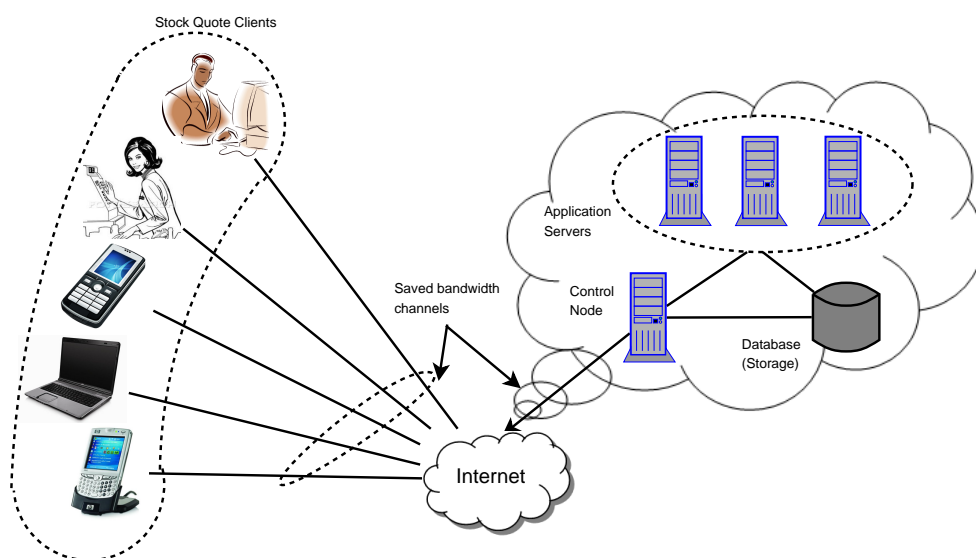 Stock Quote Clients
Application
Servers
Saved bandwidth
channels
Control
Node
Database
(Storage)
Internet